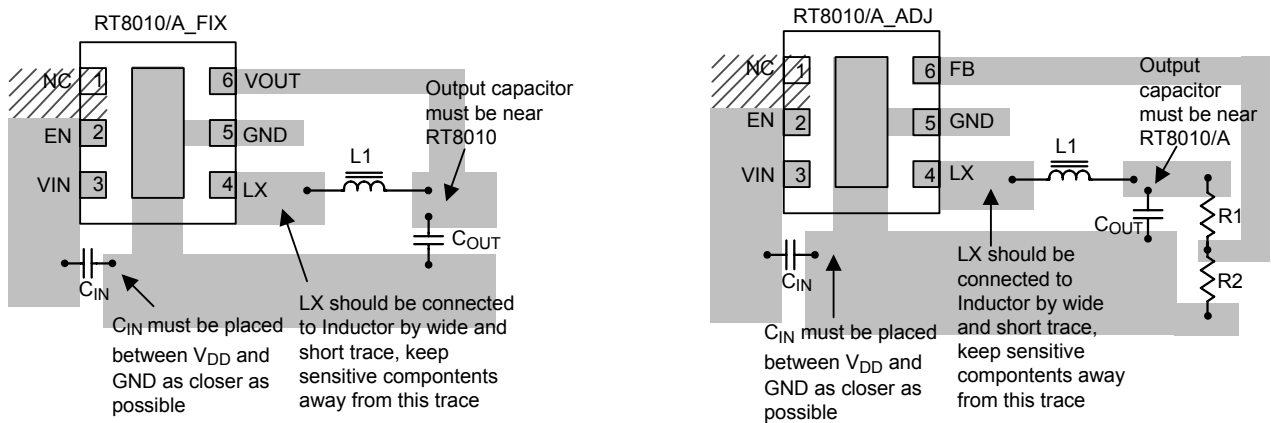 RT8010/A_FIX
NC 1
6 VOUT
EN 2
5 GND
VIN 3
4 LX
L1
Output capacitor
must be near
RT8010
COUT
CIN
CIN must be placed
between VDD and
GND as closer as
possible
LX should be connected
to Inductor by wide and
short trace, keep
sensitive compontents
away from this trace
RT8010/A_ADJ
NC 1
6 FB
EN 2
5 GND
VIN 3
4 LX
L1
Output
capacitor
must be near
RT8010/A
COUT
R1
R2
CIN
CIN must be placed
between VDD and
GND as closer as
possible
LX should be
connected to
Inductor by wide
and short trace,
keep sensitive
compontents away
from this trace